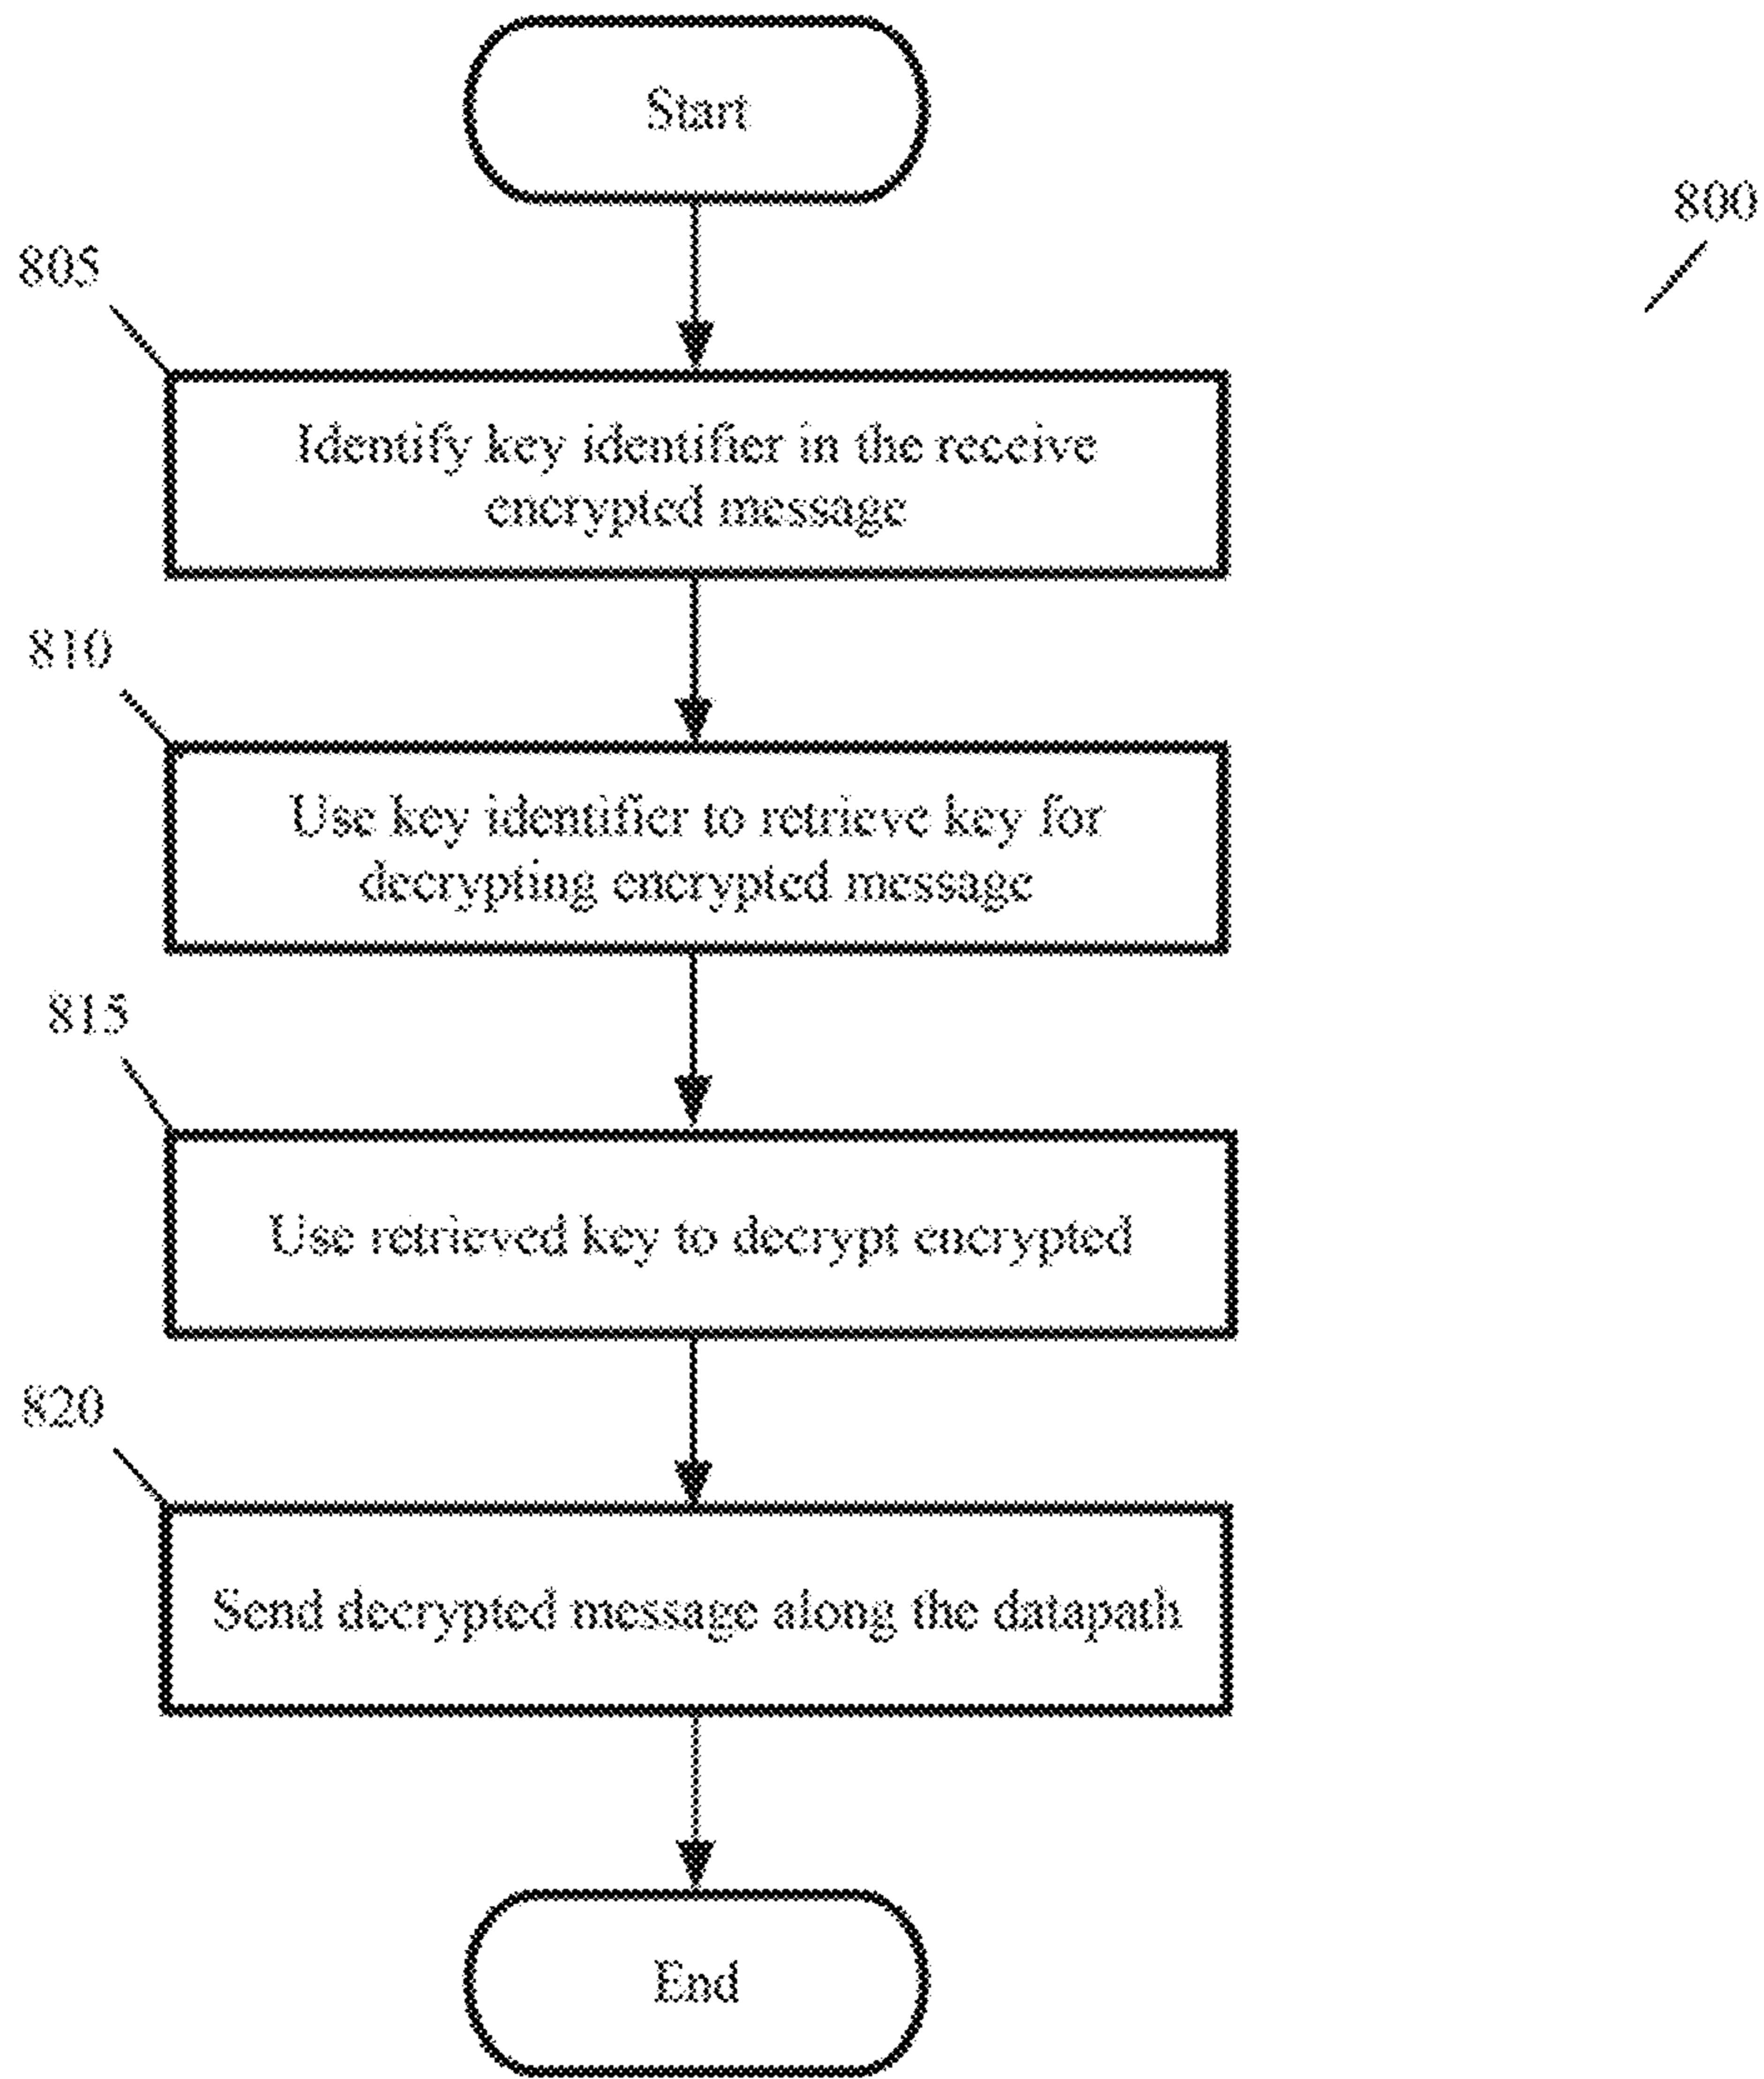 Start
800
805
Identify key identifier in the receive
encrypted message
810
Use key identifier to retrieve key for
decrypting encrypted message
815
Use retrieved key to decrypt encrypted
820
Send decrypted message along the datapath
End